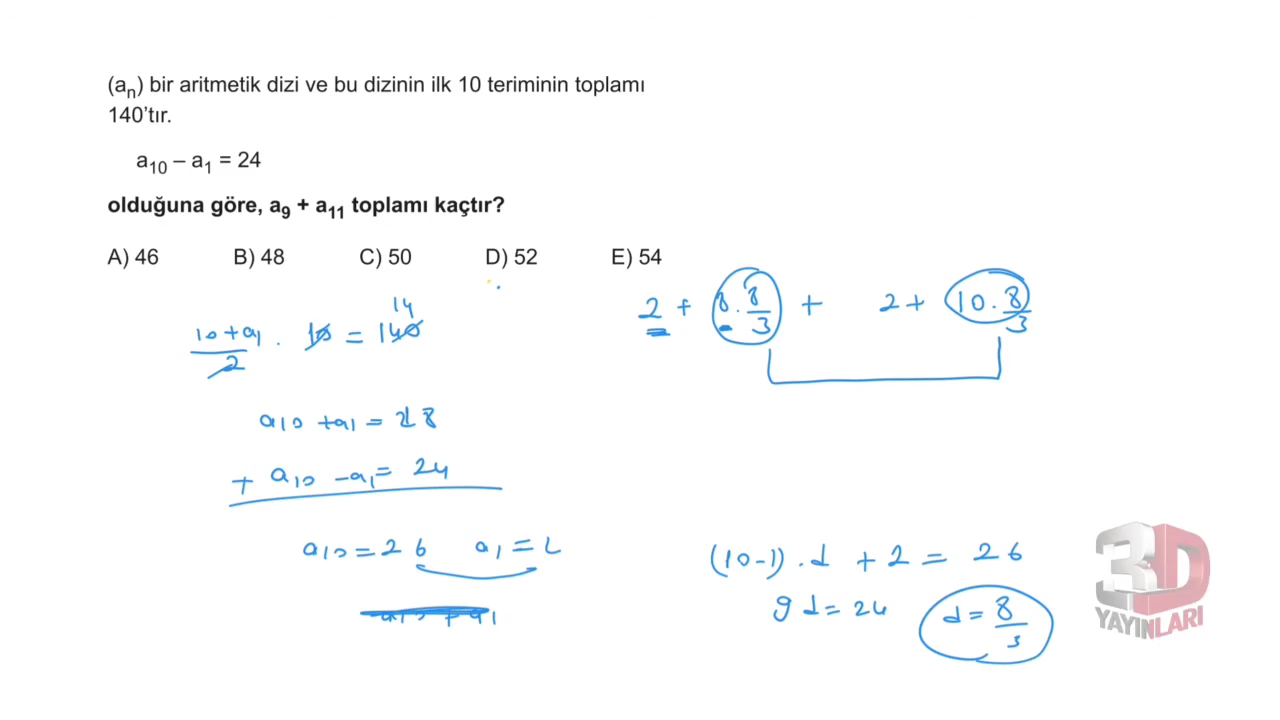 (aₙ) bir aritmetik dizi ve bu dizinin ilk 10 teriminin toplamı
140’tır.
a₁₀ – a₁ = 24
olduğuna göre, a₉ + a₁₁ toplamı kaçtır?
A) 46 B) 48 C) 50 D) 52 E) 54
2 + 8 . 8/3 + 2 + 10 . 8/3
14
10 + a₁ / 2 . 10 = 140
a₁₀ + a₁ = 28
+ a₁₀ – a₁ = 24
a₁₀ = 26 a₁ = 2
(10-1) . d + 2 = 26
9d = 24 d = 8/3
3D
YAYINLARI